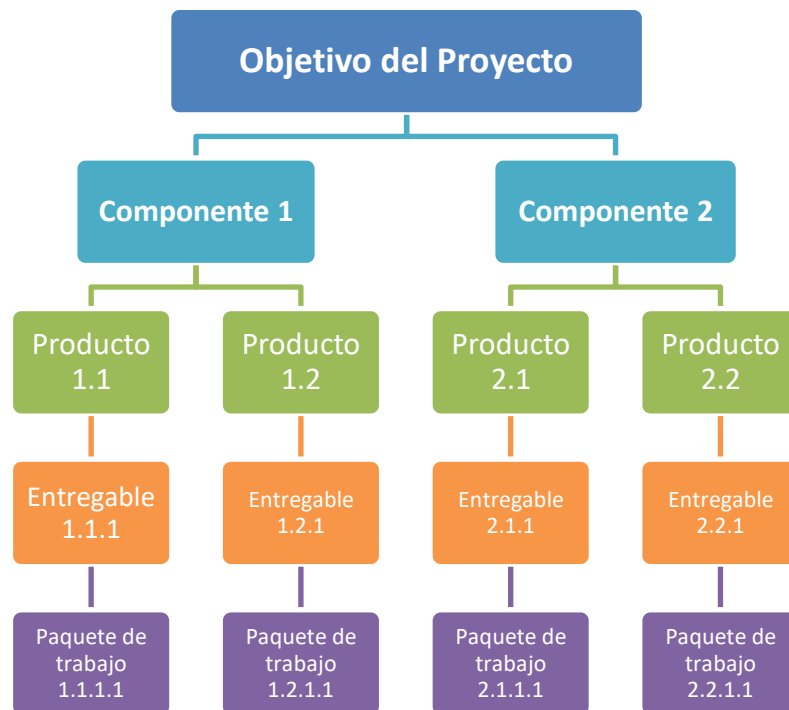 Objetivo del Proyecto
Componente 1
Componente 2
Producto
1.1
Producto
1.2
Producto
2.1
Producto
2.2
Entregable
1.1.1
Entregable
1.2.1
Entregable
2.1.1
Entregable
2.2.1
Paquete de
trabajo
1.1.1.1
Paquete de
trabajo
1.2.1.1
Paquete de
trabajo
2.1.1.1
Paquete de
trabajo
2.2.1.1